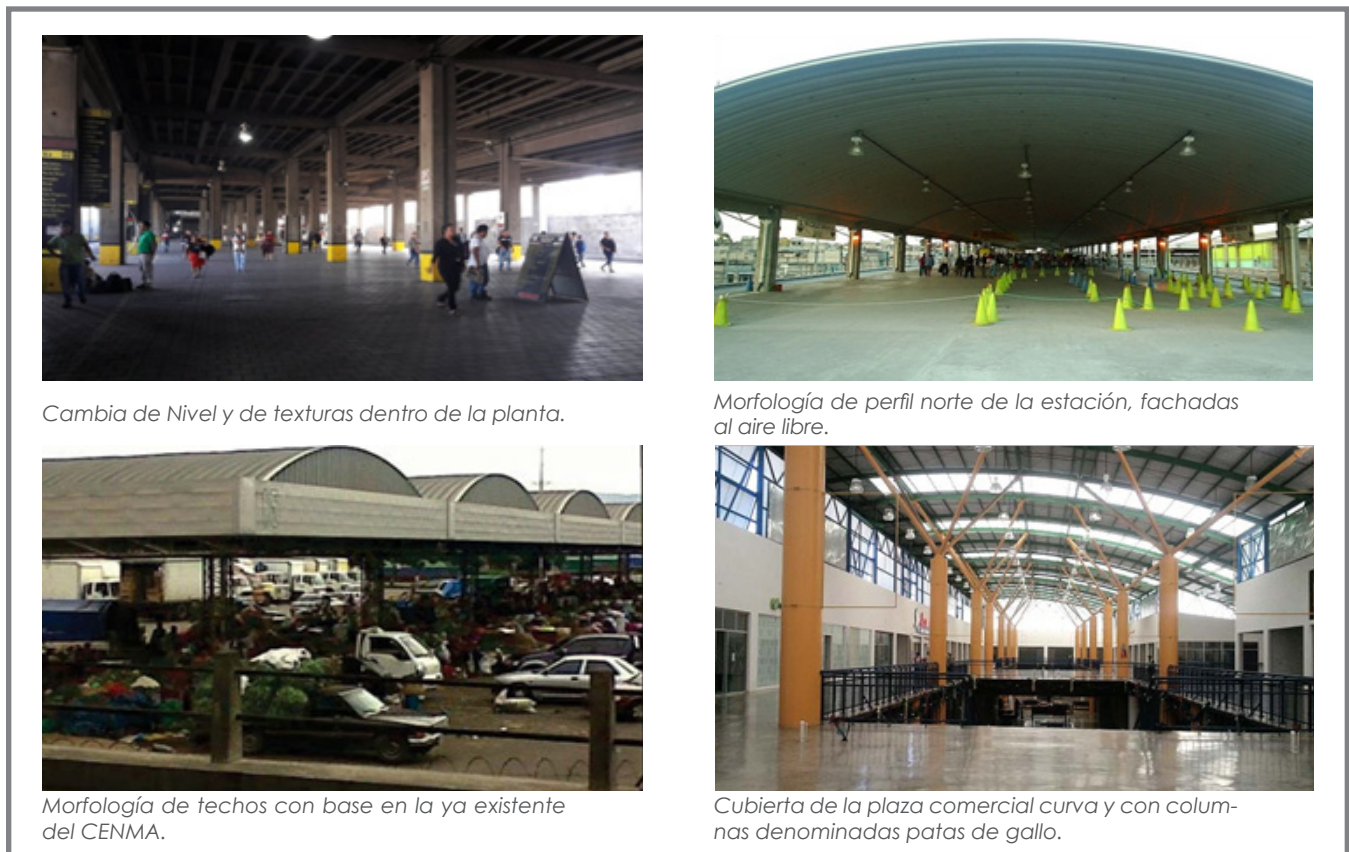 Cambia de Nivel y de texturas dentro de la planta.
Morfología de perfil norte de la estación, fachadas
al aire libre.
Morfología de techos con base en la ya existente
del CENMA.
Cubierta de la plaza comercial curva y con colum-
nas denominadas patas de gallo.